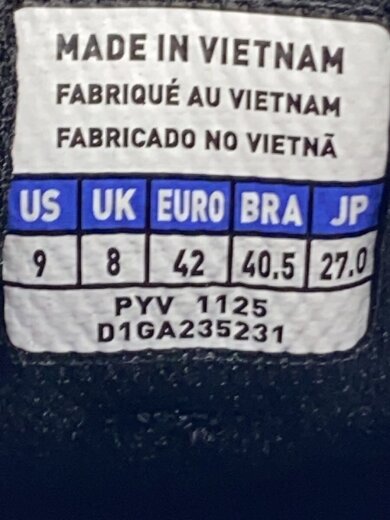 MADE IN VIETNAM
FABRIQUÉ AU VIETNAM
FABRICADO NO VIETNÃ
US UK EURO BRA JP
9 8 42 40.5 27.0
PYV 1125
D1GA235231